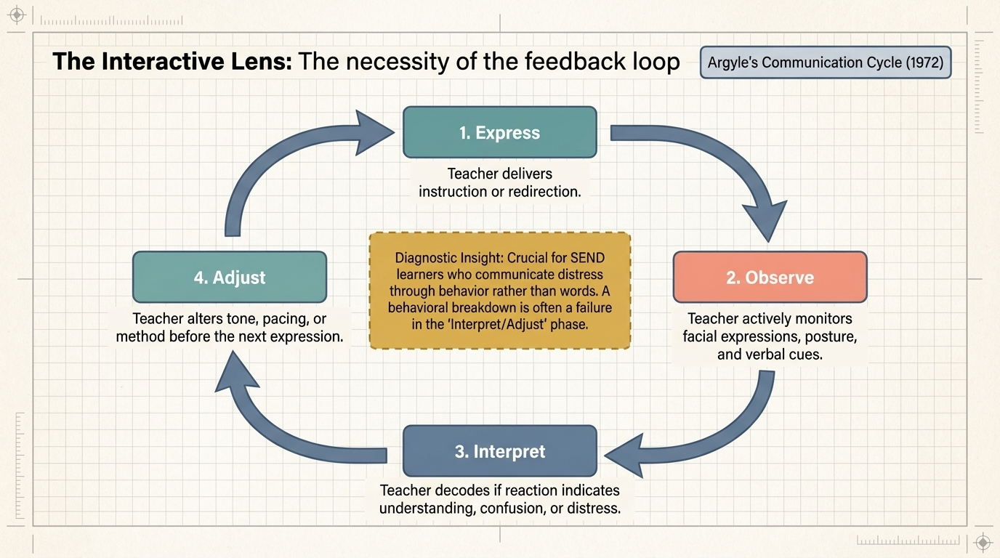 The Interactive Lens: The necessity of the feedback loop
Argyle's Communication Cycle (1972)
1. Express
Teacher delivers
instruction or redirection.
2. Observe
Teacher actively monitors
facial expressions, posture,
and verbal cues.
3. Interpret
Teacher decodes if reaction indicates
understanding, confusion, or distress.
4. Adjust
Teacher alters tone, pacing, or
method before the next expression.
Diagnostic Insight: Crucial for SEND
learners who communicate distress
through behavior rather than words. A
behavioral breakdown is often a failure
in the 'Interpret/Adjust' phase.